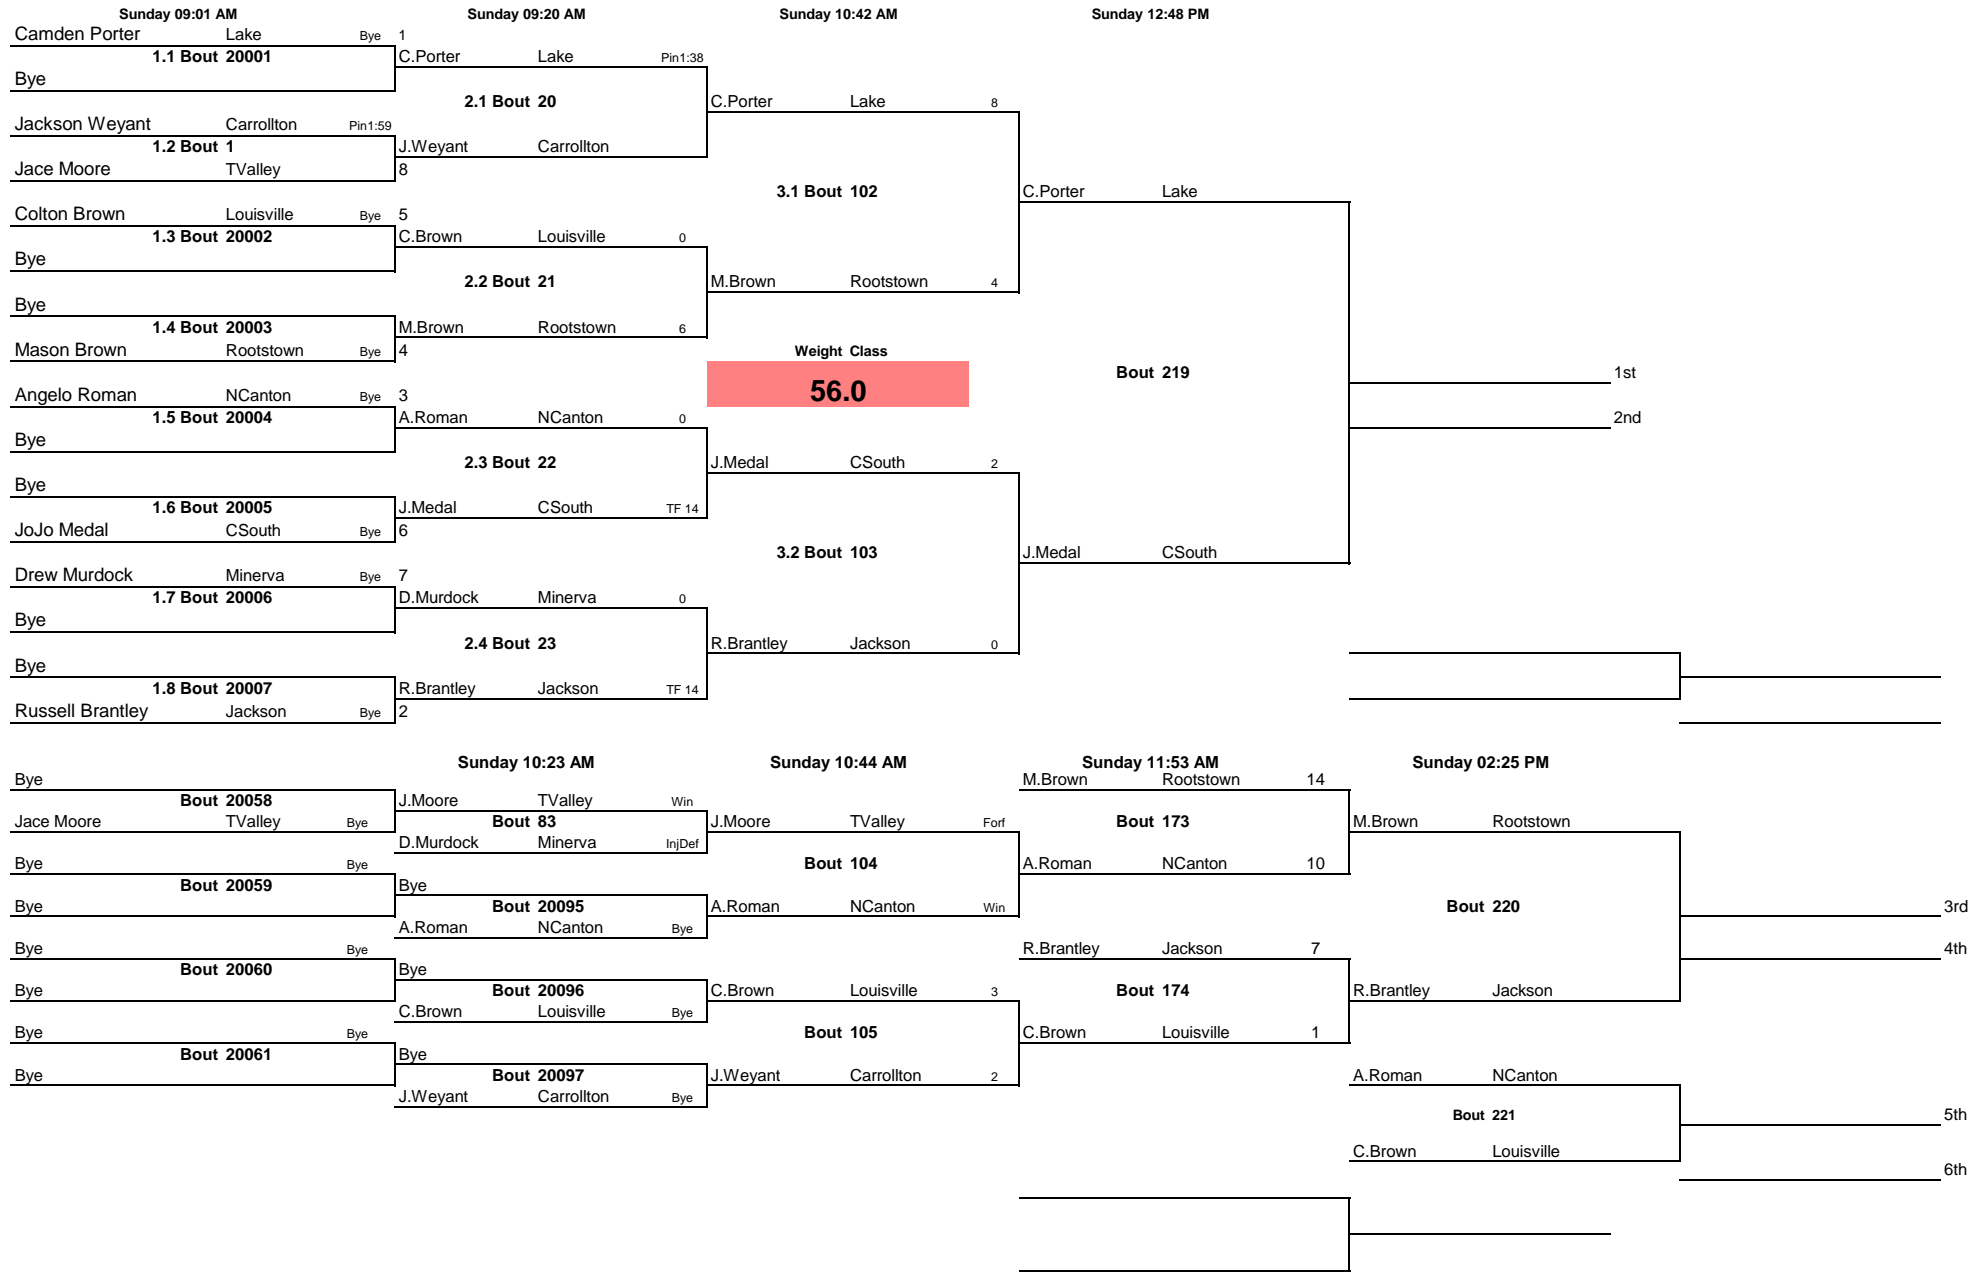 Sunday 09:01 AM Sunday 09:20 AM Sunday 10:42 AM Sunday 12:48 PM
Camden Porter Lake Bye 1
1.1 Bout 20001 C.Porter Lake Pin1:38
Bye
2.1 Bout 20 C.Porter Lake 8
Jackson Weyant Carrollton Pin1:59
1.2 Bout 1 J.Weyant Carrollton
Jace Moore TValley 8
3.1 Bout 102 C.Porter Lake
Colton Brown Louisville Bye 5
1.3 Bout 20002 C.Brown Louisville 0
Bye
2.2 Bout 21 M.Brown Rootstown 4
Bye
1.4 Bout 20003 M.Brown Rootstown 6
Mason Brown Rootstown Bye 4 Weight Class
Bout 219 1st
Angelo Roman NCanton Bye 3 56.0
1.5 Bout 20004 A.Roman NCanton 0 2nd
Bye
2.3 Bout 22 J.Medal CSouth 2
Bye
1.6 Bout 20005 J.Medal CSouth TF 14
JoJo Medal CSouth Bye 6
3.2 Bout 103 J.Medal CSouth
Drew Murdock Minerva Bye 7
1.7 Bout 20006 D.Murdock Minerva 0
Bye
2.4 Bout 23 R.Brantley Jackson 0
Bye
1.8 Bout 20007 R.Brantley Jackson TF 14
Russell Brantley Jackson Bye 2
Sunday 10:23 AM Sunday 10:44 AM Sunday 11:53 AM Sunday 02:25 PM
Bye M.Brown Rootstown 14
Bout 20058 J.Moore TValley Win
Jace Moore TValley Bye Bout 83 J.Moore TValley Forf Bout 173 M.Brown Rootstown
D.Murdock Minerva InjDef
Bye Bye Bout 104 A.Roman NCanton 10
Bout 20059 Bye
Bye Bout 20095 A.Roman NCanton Win Bout 220 3rd
A.Roman NCanton Bye
Bye Bye R.Brantley Jackson 7 4th
Bout 20060 Bye
Bye Bout 20096 C.Brown Louisville 3 Bout 174 R.Brantley Jackson
C.Brown Louisville Bye
Bye Bye Bout 105 C.Brown Louisville 1
Bout 20061 Bye
Bye Bout 20097 J.Weyant Carrollton 2 A.Roman NCanton
J.Weyant Carrollton Bye
Bout 221 5th
C.Brown Louisville
6th